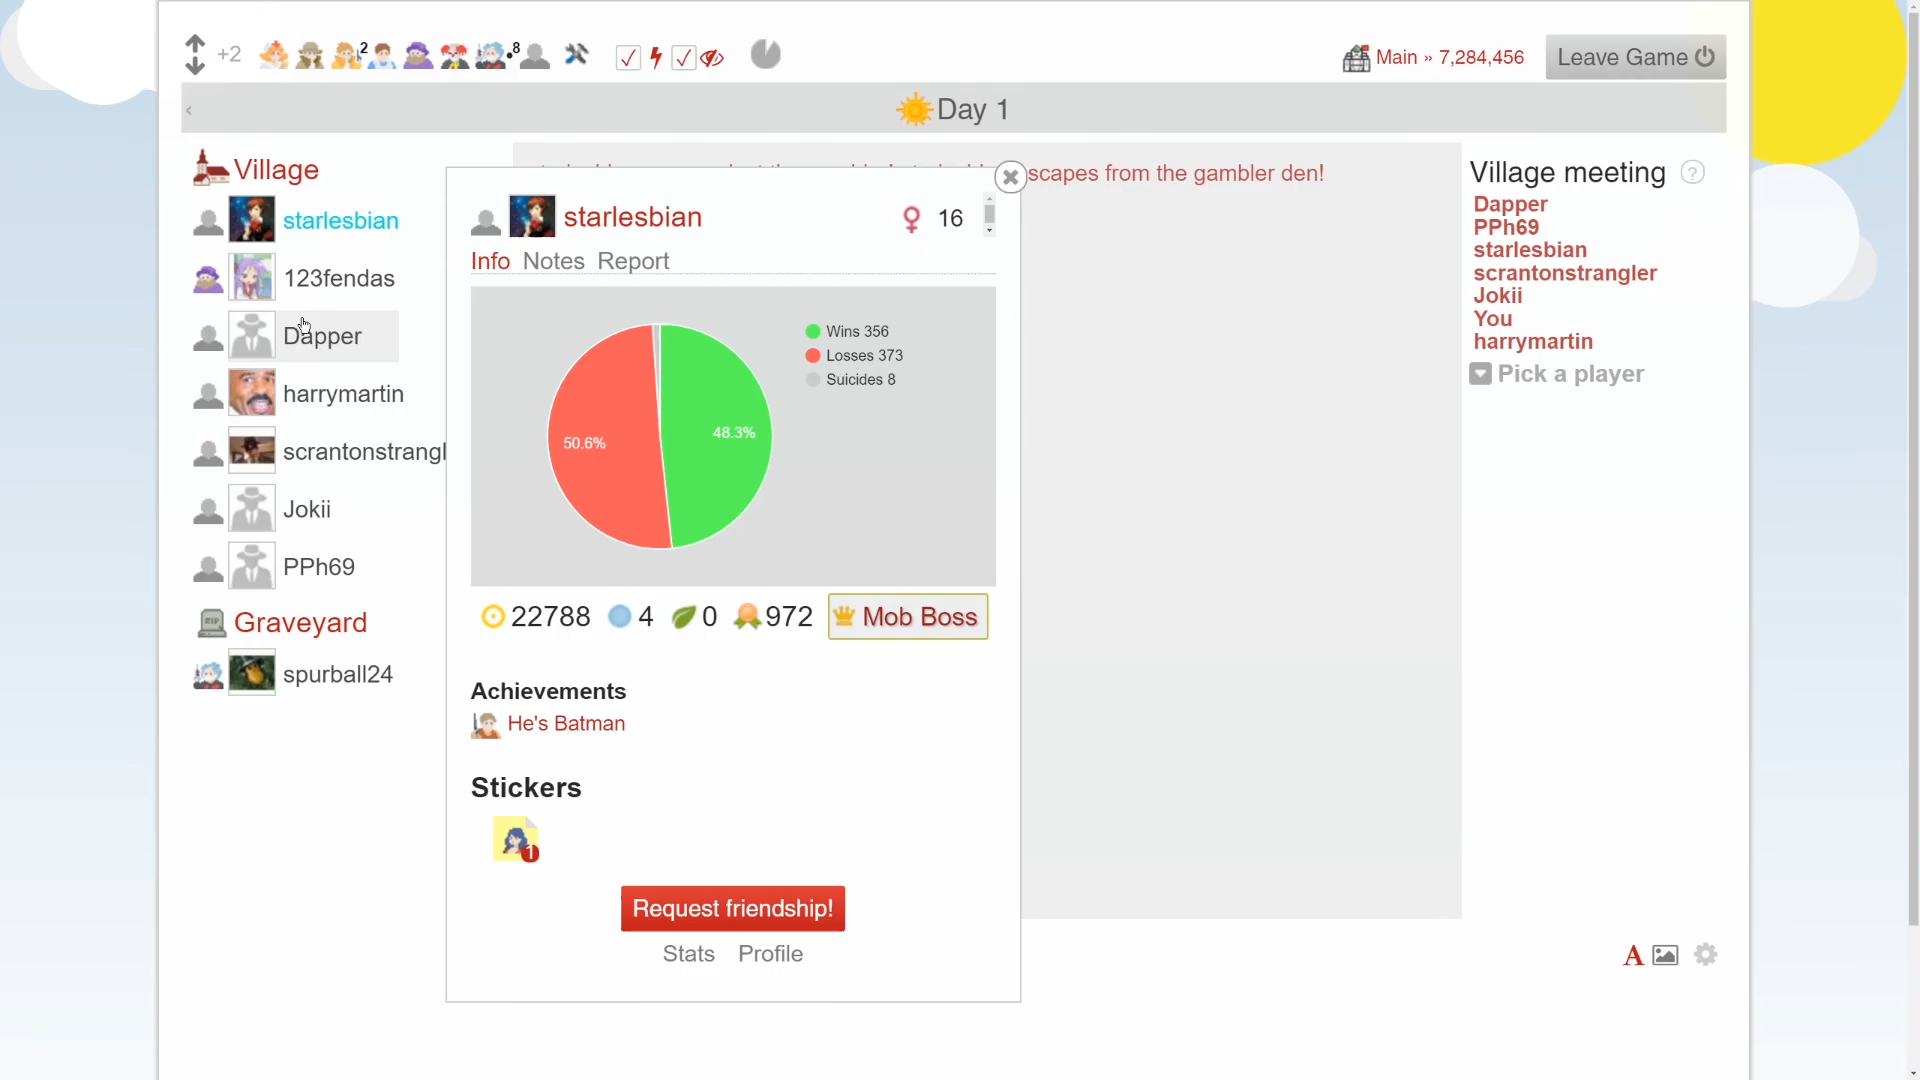 +2
2
8
Main » 7,284,456
Leave Game
‹
Day 1
Village
starlesbian
123fendas
Dapper
harrymartin
scrantonstrangl
Jokii
PPh69
Graveyard
RIP
spurball24
scapes from the gambler den!
starlesbian
16
Info Notes Report
Wins 356
Losses 373
Suicides 8
50.6%
48.3%
22788 4 0 972 Mob Boss
Achievements
He's Batman
Stickers
1
Request friendship!
Stats Profile
Village meeting ?
Dapper
PPh69
starlesbian
scrantonstrangler
Jokii
You
harrymartin
Pick a player
A